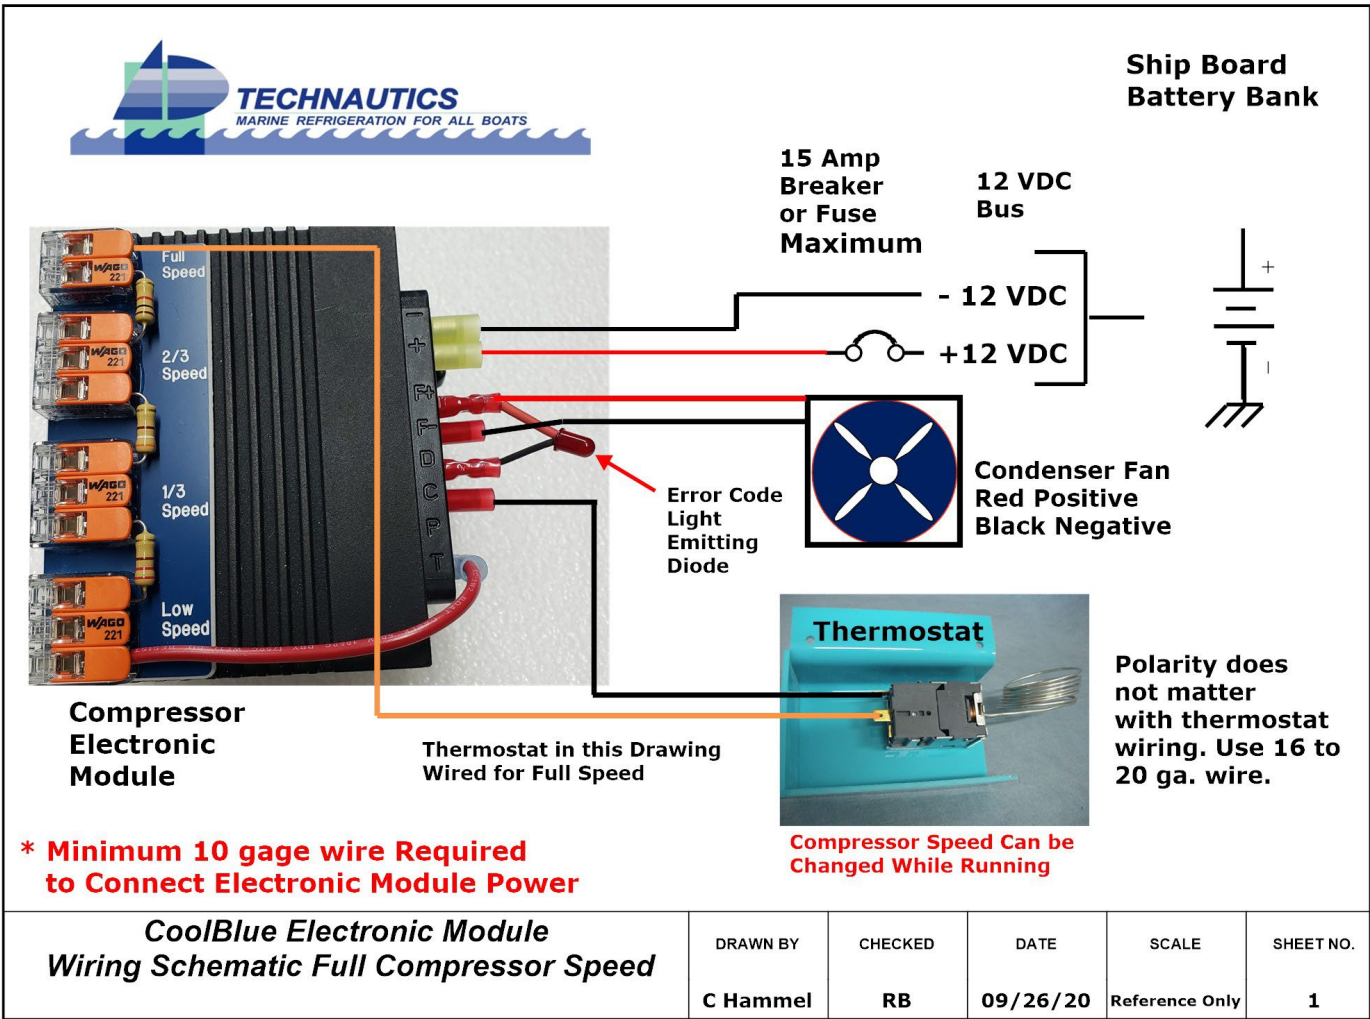 TECHNAUTICS
MARINE REFRIGERATION FOR ALL BOATS
Ship Board
Battery Bank
15 Amp
Breaker
or Fuse
Maximum
12 VDC
Bus
- 12 VDC
+12 VDC
+
-
Full
Speed
WAGO
221
2/3
Speed
WAGO
221
1/3
Speed
WAGO
221
Low
Speed
WAGO
221
-
+
F+
F-
D
C
P
T
Error Code
Light
Emitting
Diode
Condenser Fan
Red Positive
Black Negative
Thermostat
Polarity does
not matter
with thermostat
wiring. Use 16 to
20 ga. wire.
Compressor
Electronic
Module
Thermostat in this Drawing
Wired for Full Speed
Compressor Speed Can be
Changed While Running
* Minimum 10 gage wire Required
to Connect Electronic Module Power
CoolBlue Electronic Module
Wiring Schematic Full Compressor Speed
DRAWN BY
C Hammel
CHECKED
RB
DATE
09/26/20
SCALE
Reference Only
SHEET NO.
1